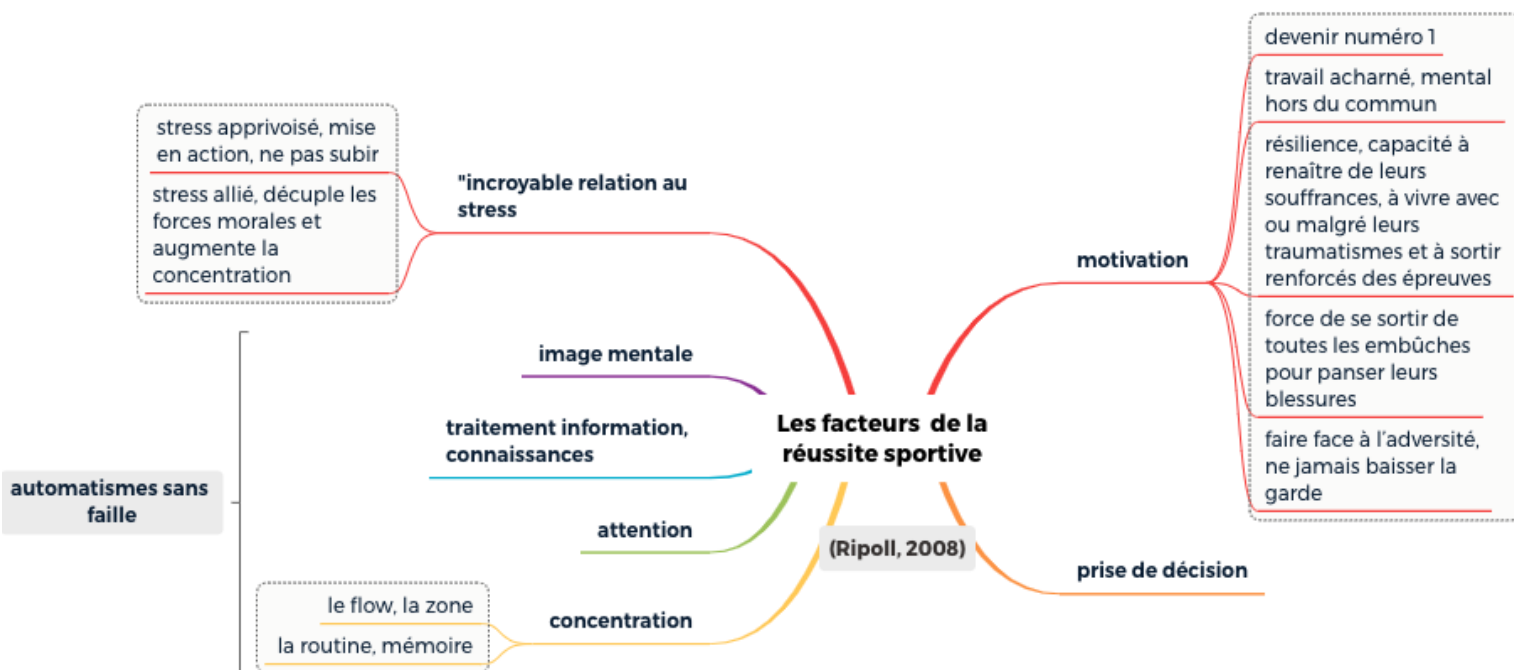 Les facteurs de la
réussite sportive
(Ripoll, 2008)
motivation
devenir numéro 1
travail acharné, mental
hors du commun
résilience, capacité à
renaître de leurs
souffrances, à vivre avec
ou malgré leurs
traumatismes et à sortir
renforcés des épreuves
force de se sortir de
toutes les embûches
pour panser leurs
blessures
faire face à l'adversité,
ne jamais baisser la
garde
prise de décision
"incroyable relation au
stress
stress apprivoisé, mise
en action, ne pas subir
stress allié, décuple les
forces morales et
augmente la
concentration
image mentale
traitement information,
connaissances
attention
concentration
le flow, la zone
la routine, mémoire
automatismes sans
faille